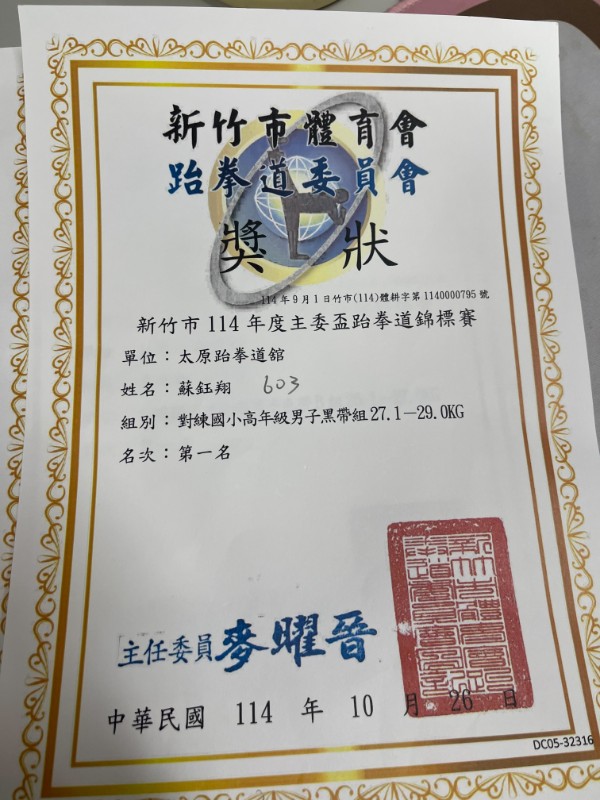 新竹市體育會
跆拳道委員會
獎 狀
114年9月1日竹市(114)體耕字第1140000795號
新竹市114年度主委盃跆拳道錦標賽
單位：太原跆拳道舘
姓名：蘇鈺翔 603
組別：對練國小高年級男子黑帶組27.1—29.0KG
名次：第一名
主任委員 麥曜晉
中華民國 114 年 10 月 26 日
DC05-32316